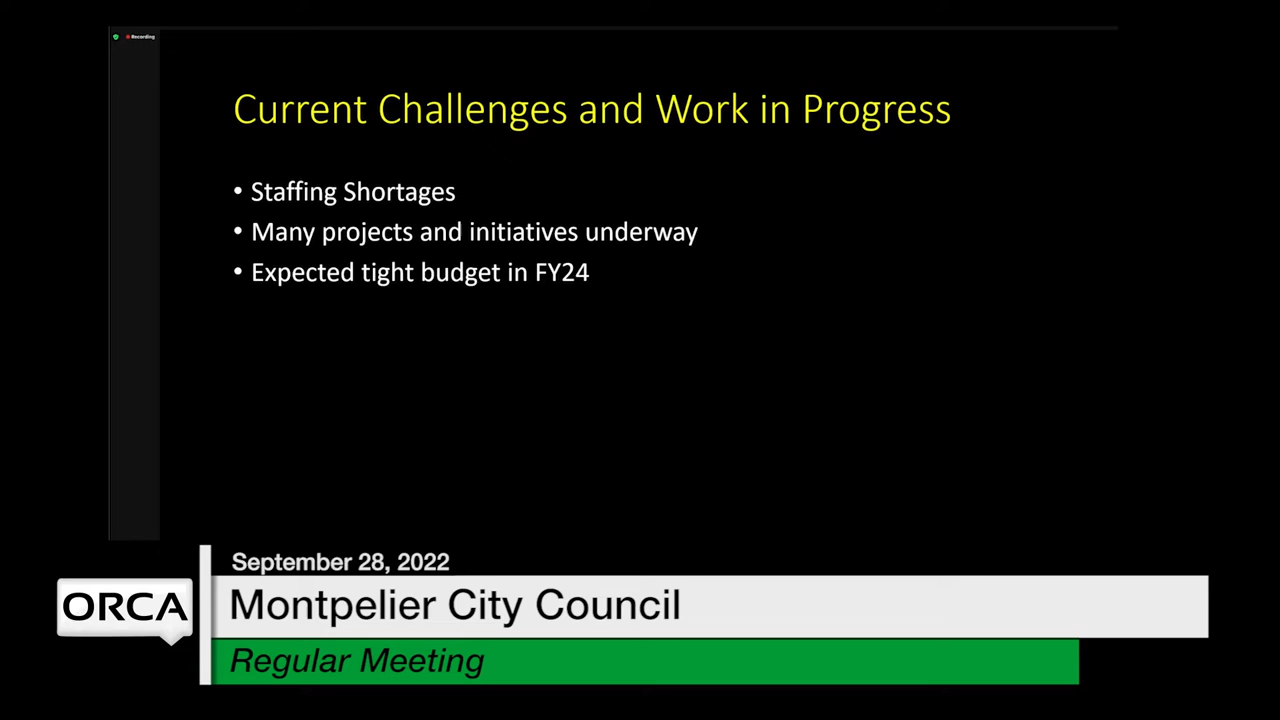 Recording
Current Challenges and Work in Progress
• Staffing Shortages
• Many projects and initiatives underway
• Expected tight budget in FY24
September 28, 2022
ORCA
Montpelier City Council
Regular Meeting